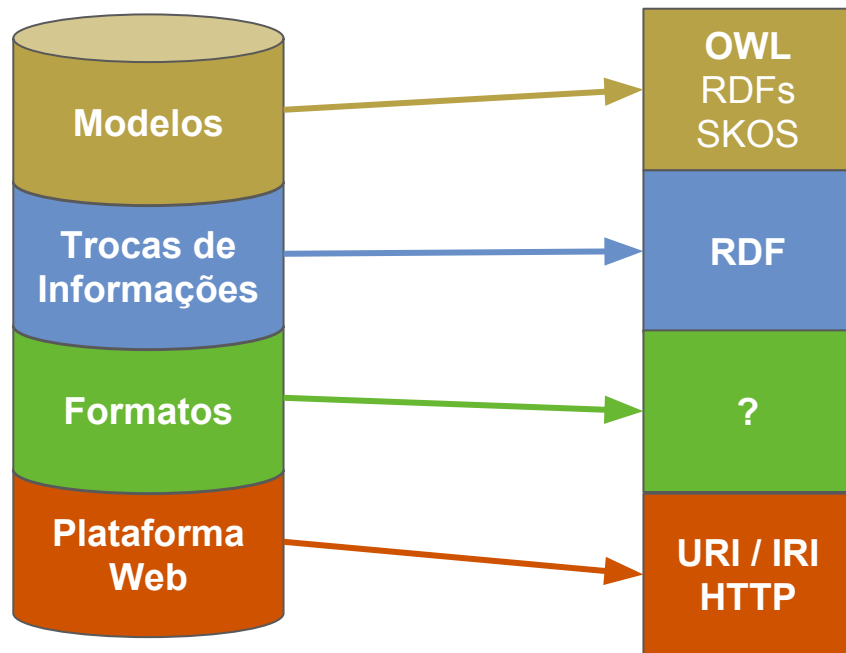 Modelos
Trocas de
Informações
Formatos
Plataforma
Web
OWL
RDFs
SKOS
RDF
?
URI / IRI
HTTP